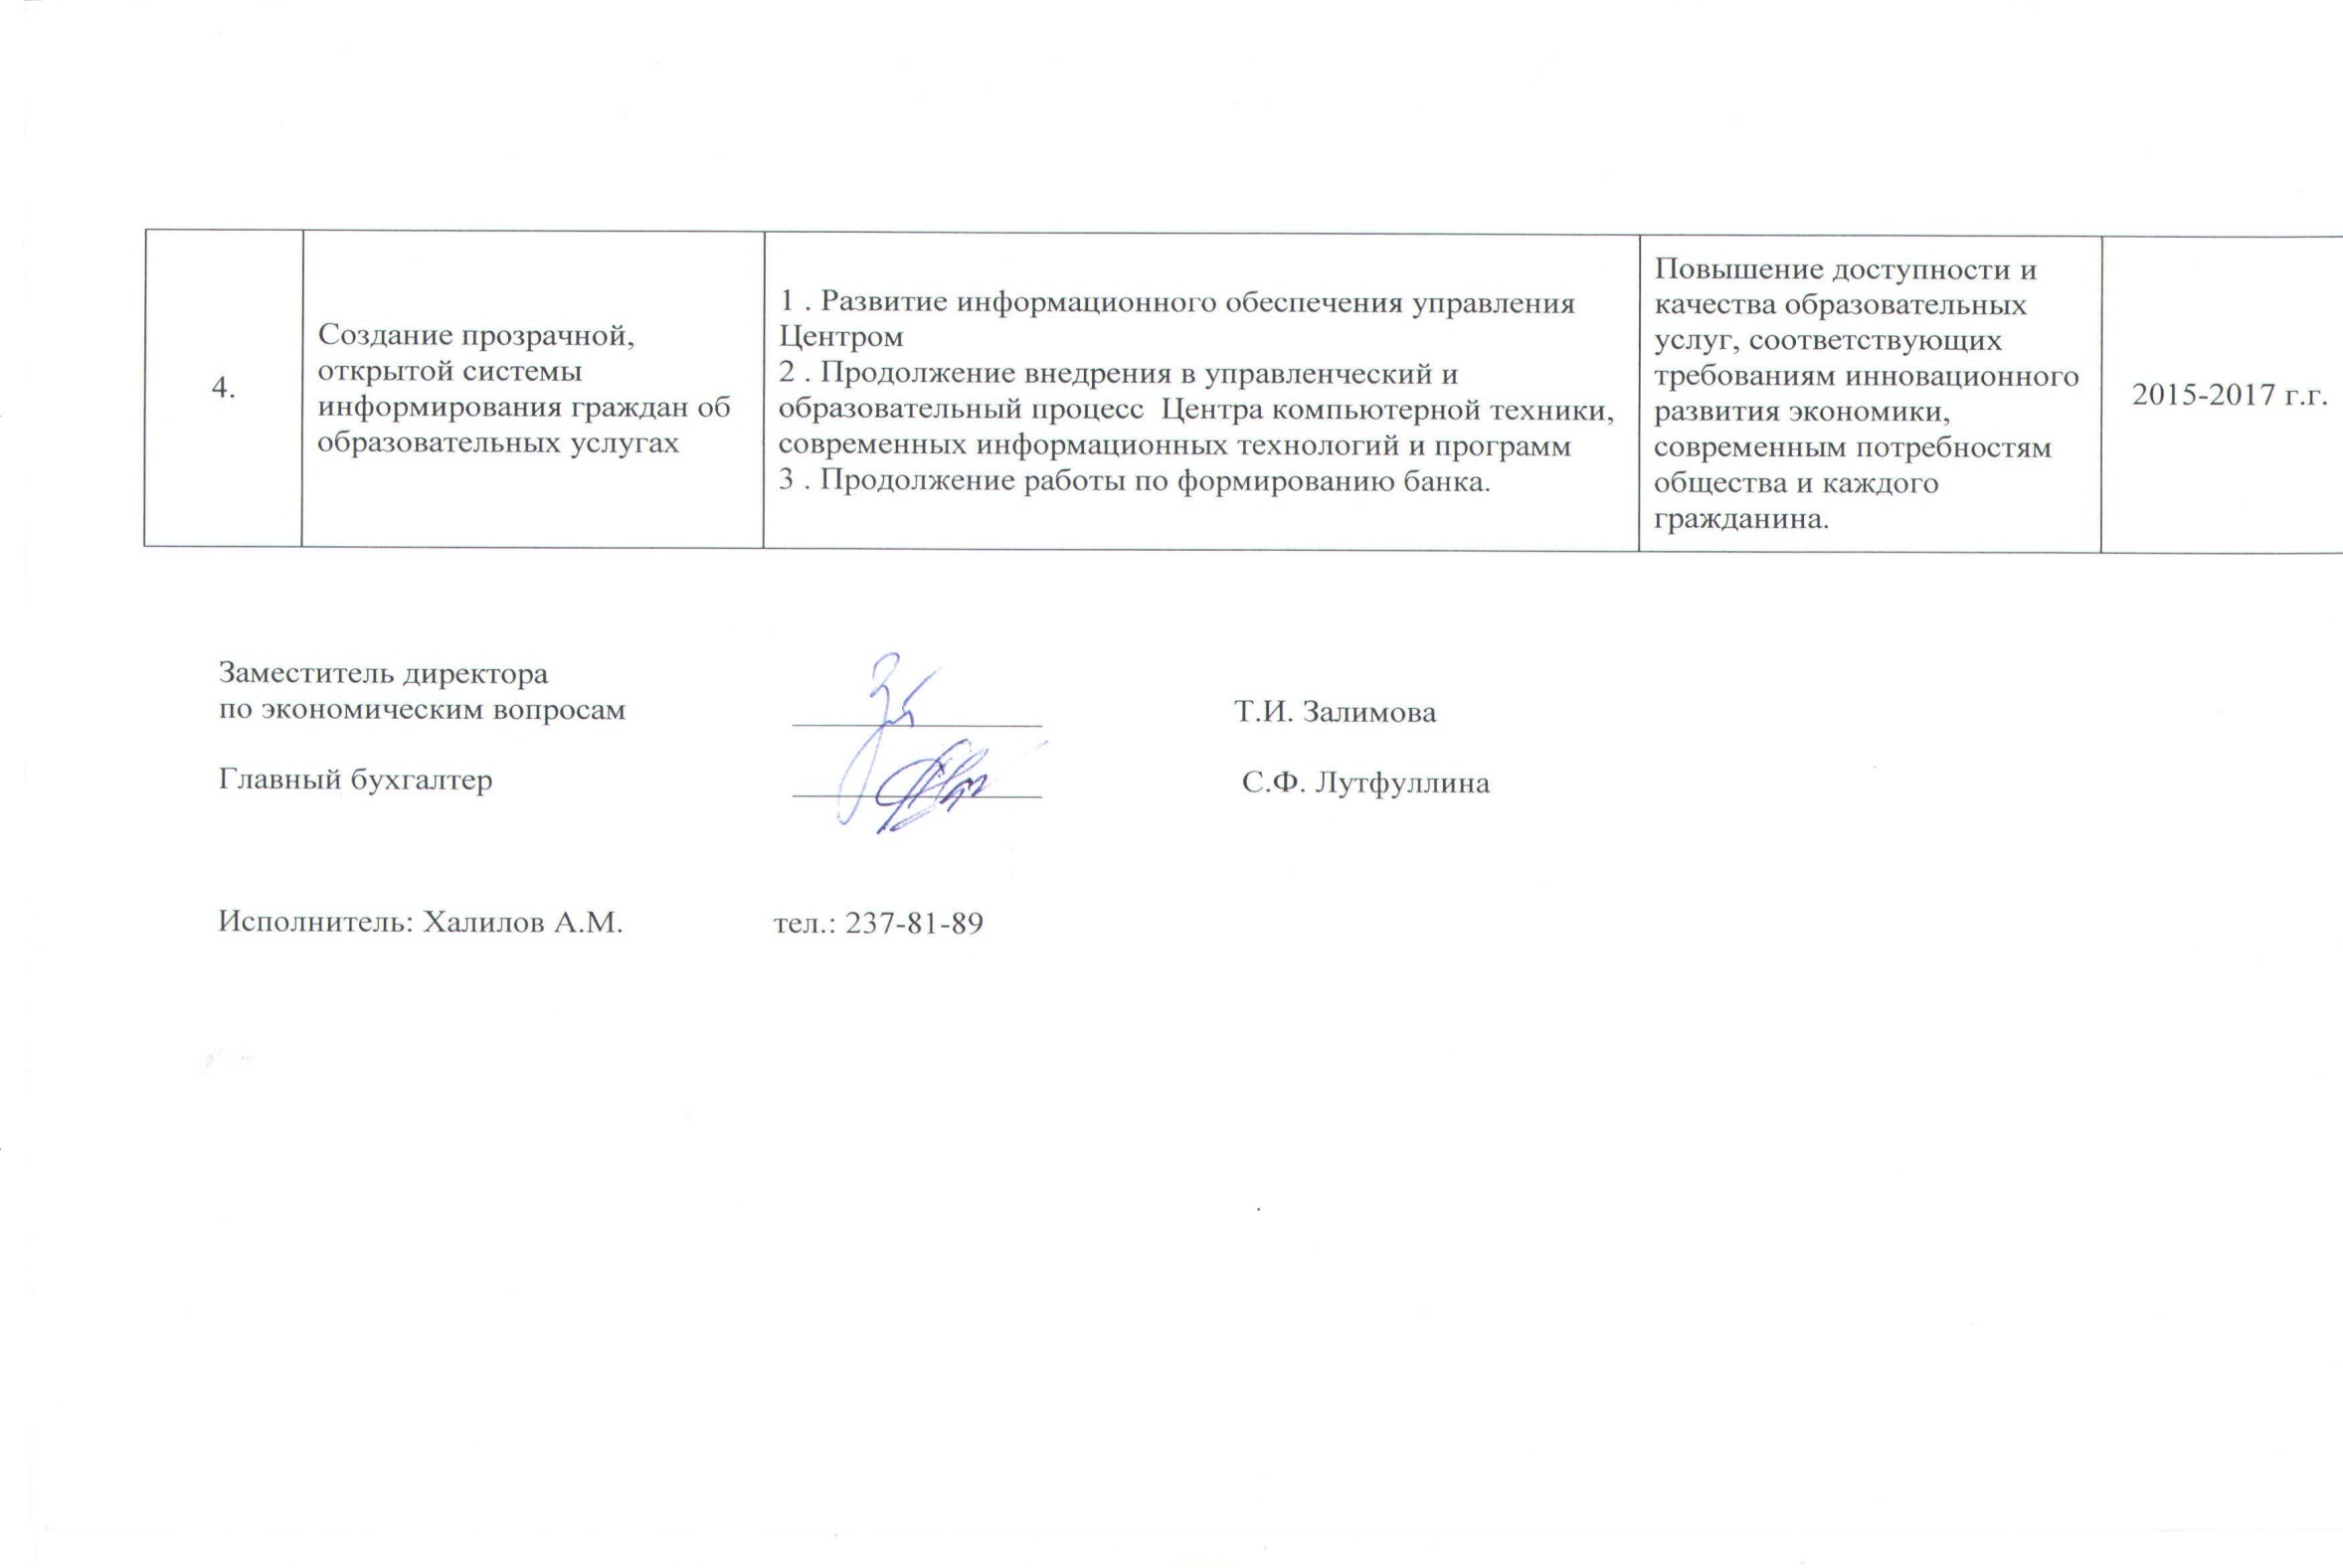 4.
Создание прозрачной,
открытой системы
информирования граждан об
образовательных услугах
1 . Развитие информационного обеспечения управления
Центром
2 . Продолжение внедрения в управленческий и
образовательный процесс Центра компьютерной техники,
современных информационных технологий и программ
3 . Продолжение работы по формированию банка.
Повышение доступности и
качества образовательных
услуг, соответствующих
требованиям инновационного
развития экономики,
современным потребностям
общества и каждого
гражданина.
2015-2017 г.г.
Заместитель директора
по экономическим вопросам
Т.И. Залимова
Главный бухгалтер
С.Ф. Лутфуллина
Исполнитель: Халилов А.М. тел.: 237-81-89